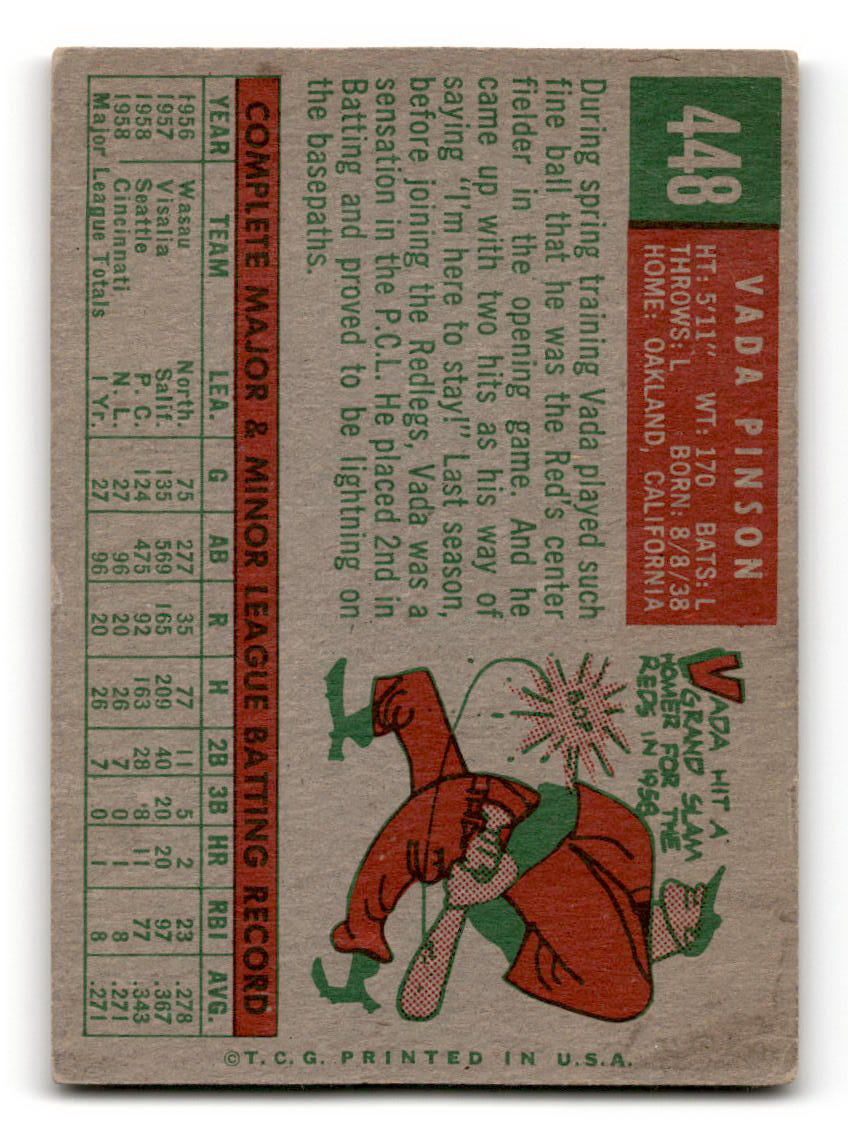 448
VADA PINSON
HT: 5'11" WT: 170 BATS: L
THROWS: L BORN: 8/8/38
HOME: OAKLAND, CALIFORNIA
During spring training Vada played such
fine ball that he was the Red's center
fielder in the opening game. And he
came up with two hits as his way of
saying "I'm here to stay!" Last season,
before joining the Redlegs, Vada was a
sensation in the P.C.L. He placed 2nd in
Batting and proved to be lightning on
the basepaths.
VADA HIT A
GRAND SLAM
HOMER FOR THE
REDS IN 1958
BOP
COMPLETE MAJOR & MINOR LEAGUE BATTING RECORD
YEAR TEAM LEA. G AB R H 2B 3B HR RBI AVG.
1956 Wasau North. 75 277 35 77 11 5 2 23 .278
1957 Visalia Salif. 135 569 165 209 40 20 20 97 .367
1958 Seattle P. C. 124 475 92 163 28 8 11 77 .343
1958 Cincinnati N. L. 27 96 20 26 7 0 1 8 .271
Major League Totals 1 Yr. 27 96 20 26 7 0 1 8 .271
©T.C.G. PRINTED IN U.S.A.